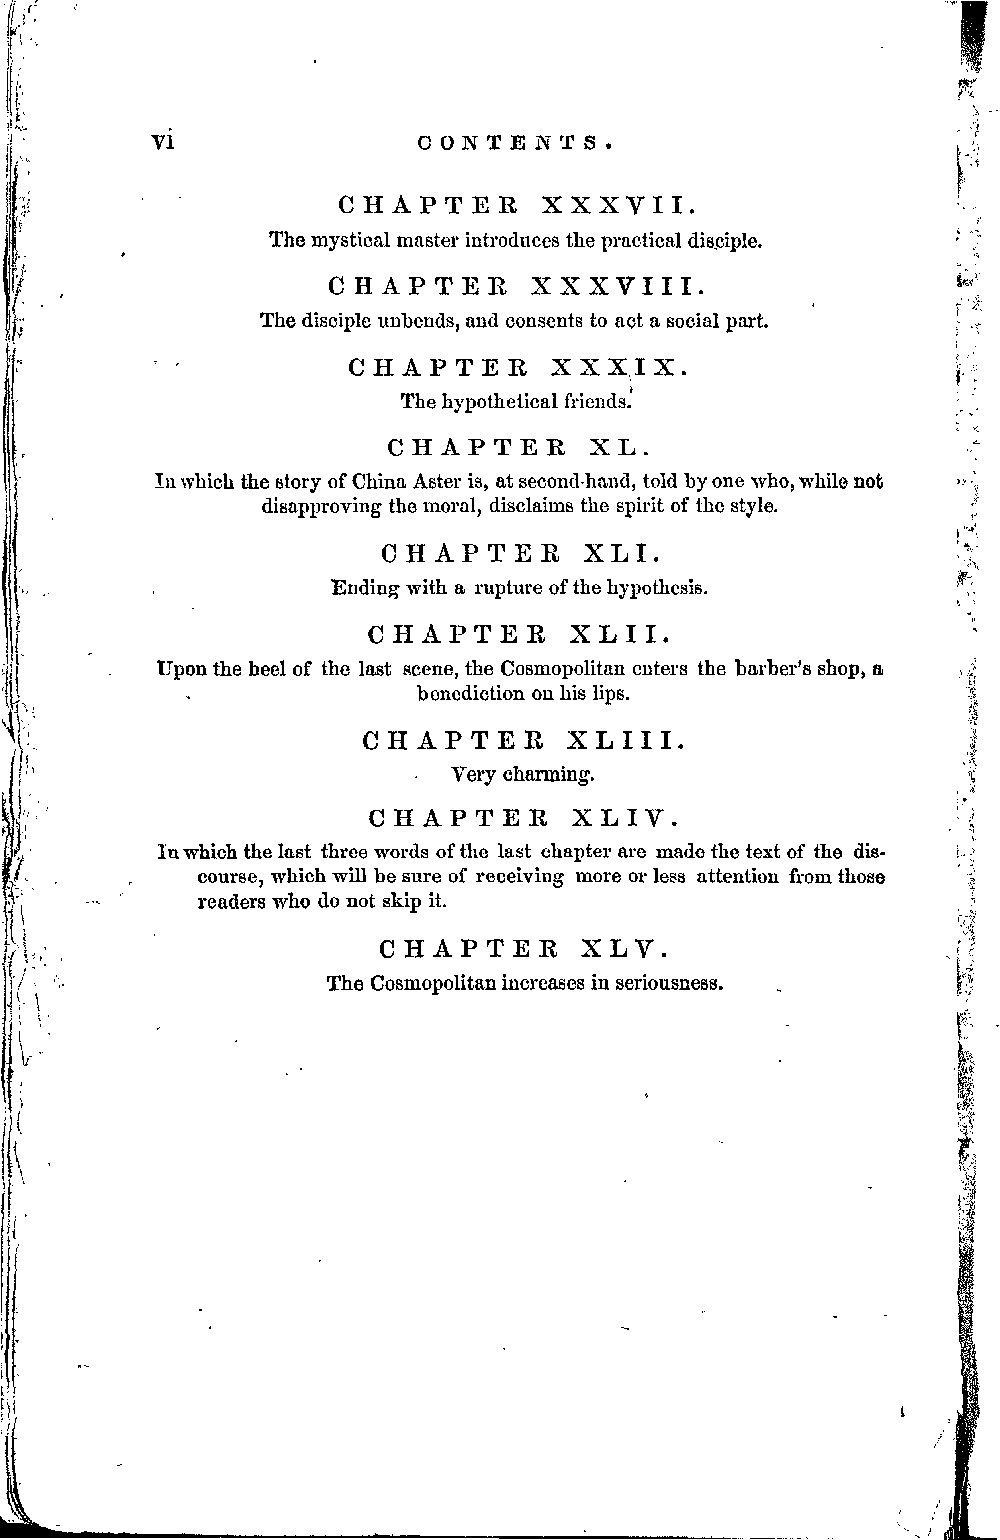 vi CONTENTS.
CHAPTER XXXVII.
The mystical master introduces the practical disciple.
CHAPTER XXXVIII.
The disciple unbends, and consents to act a social part.
CHAPTER XXXIX.
The hypothetical friends.
CHAPTER XL.
In which the story of China Aster is, at second-hand, told by one who, while not
disapproving the moral, disclaims the spirit of the style.
CHAPTER XLI.
Ending with a rupture of the hypothesis.
CHAPTER XLII.
Upon the heel of the last scene, the Cosmopolitan enters the barber's shop, a
benediction on his lips.
CHAPTER XLIII.
Very charming.
CHAPTER XLIV.
In which the last three words of the last chapter are made the text of the dis-
course, which will be sure of receiving more or less attention from those
readers who do not skip it.
CHAPTER XLV.
The Cosmopolitan increases in seriousness.